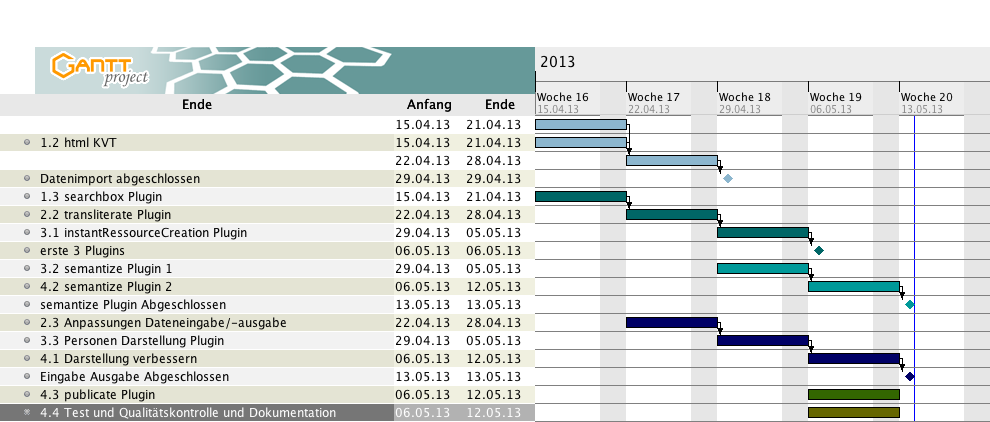 GANTT
project
2013
Woche 16 Woche 17 Woche 18 Woche 19 Woche 20
15.04.13 22.04.13 29.04.13 06.05.13 13.05.13
Ende Anfang Ende
15.04.13 21.04.13
1.2 html KVT 15.04.13 21.04.13
22.04.13 28.04.13
Datenimport abgeschlossen 29.04.13 29.04.13
1.3 searchbox Plugin 15.04.13 21.04.13
2.2 transliterate Plugin 22.04.13 28.04.13
3.1 instantRessourceCreation Plugin 29.04.13 05.05.13
erste 3 Plugins 06.05.13 06.05.13
3.2 semantize Plugin 1 29.04.13 05.05.13
4.2 semantize Plugin 2 06.05.13 12.05.13
semantize Plugin Abgeschlossen 13.05.13 13.05.13
2.3 Anpassungen Dateneingabe/-ausgabe 22.04.13 28.04.13
3.3 Personen Darstellung Plugin 29.04.13 05.05.13
4.1 Darstellung verbessern 06.05.13 12.05.13
Eingabe Ausgabe Abgeschlossen 13.05.13 13.05.13
4.3 publicate Plugin 06.05.13 12.05.13
4.4 Test und Qualitätskontrolle und Dokumentation 06.05.13 12.05.13